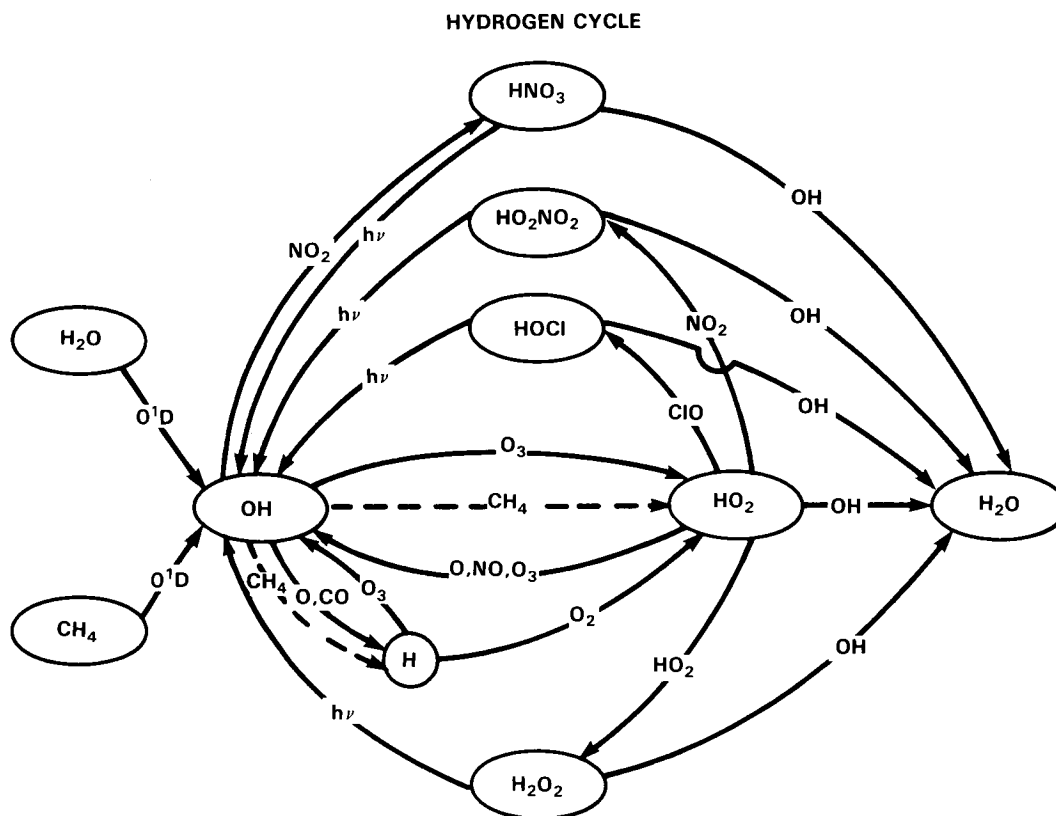 HYDROGEN CYCLE
HNO₃
OH
HO₂NO₂
hν
NO₂
HOCl
hν
OH
NO₂
H₂O
hν
ClO
OH
O¹D
O₃
OH
CH₄
HO₂
OH
H₂O
O,NO,O₃
O¹D
CH₄
O,CO
O₃
O₂
CH₄
H
OH
HO₂
hν
H₂O₂